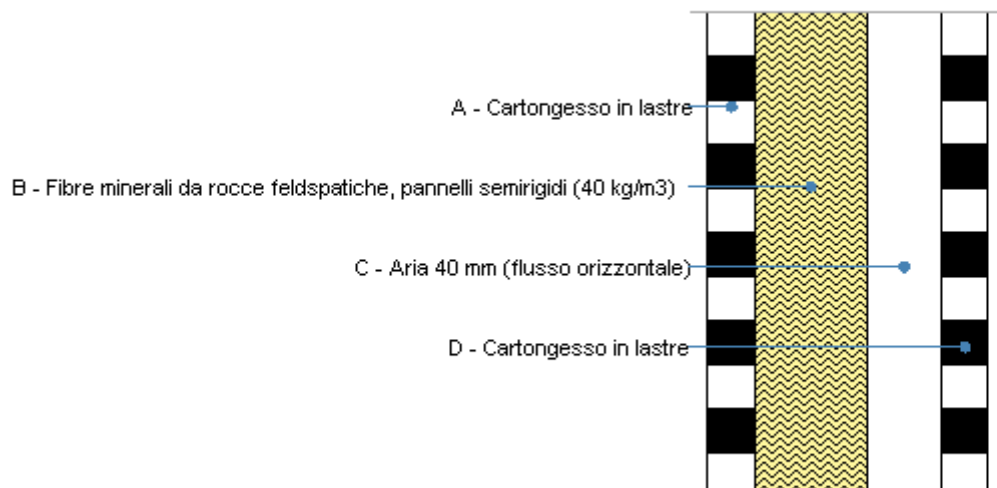 A - Cartongesso in lastre
B - Fibre minerali da rocce feldspatiche, pannelli semirigidi (40 kg/m3)
C - Aria 40 mm (flusso orizzontale)
D - Cartongesso in lastre